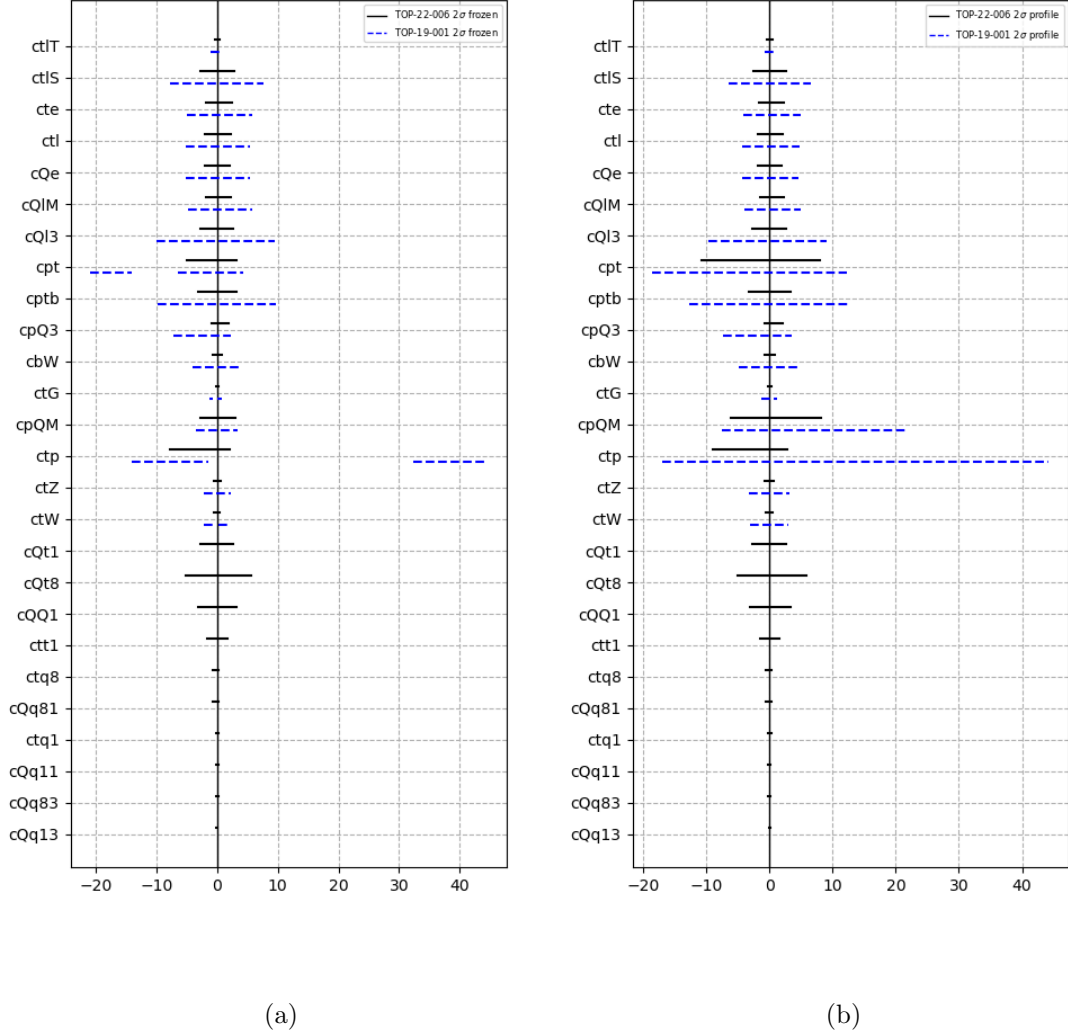 TOP-22-006 2σ frozen
TOP-19-001 2σ frozen
ctlT
ctlS
cte
ctl
cQe
cQlM
cQl3
cpt
cptb
cpQ3
cbW
ctG
cpQM
ctp
ctZ
ctW
cQt1
cQt8
cQQ1
ctt1
ctq8
cQq81
ctq1
cQq11
cQq83
cQq13
−20 −10 0 10 20 30 40
(a)
TOP-22-006 2σ profile
TOP-19-001 2σ profile
ctlT
ctlS
cte
ctl
cQe
cQlM
cQl3
cpt
cptb
cpQ3
cbW
ctG
cpQM
ctp
ctZ
ctW
cQt1
cQt8
cQQ1
ctt1
ctq8
cQq81
ctq1
cQq11
cQq83
cQq13
−20 −10 0 10 20 30 40
(b)